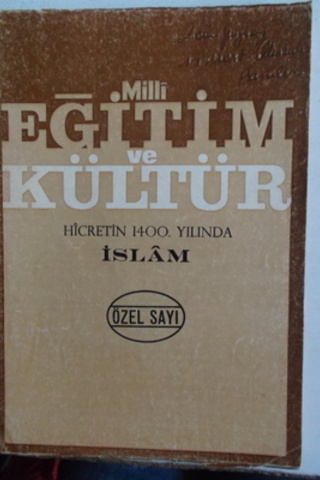 Millî
EĞİTİM
ve
KÜLTÜR
HİCRETİN 1400. YILINDA
İSLÂM
ÖZEL SAYI